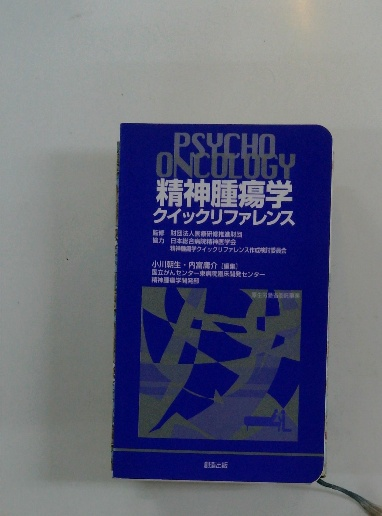 PSYCHO
ONCOLOGY
精神腫瘍学
クイックリファレンス
監修 財団法人医療研修推進財団
協力 日本総合病院精神医学会
精神腫瘍学クイックリファレンス作成検討委員会
小川朝生・内富庸介［編集］
国立がんセンター東病院臨床開発センター
精神腫瘍学開発部
創造出版